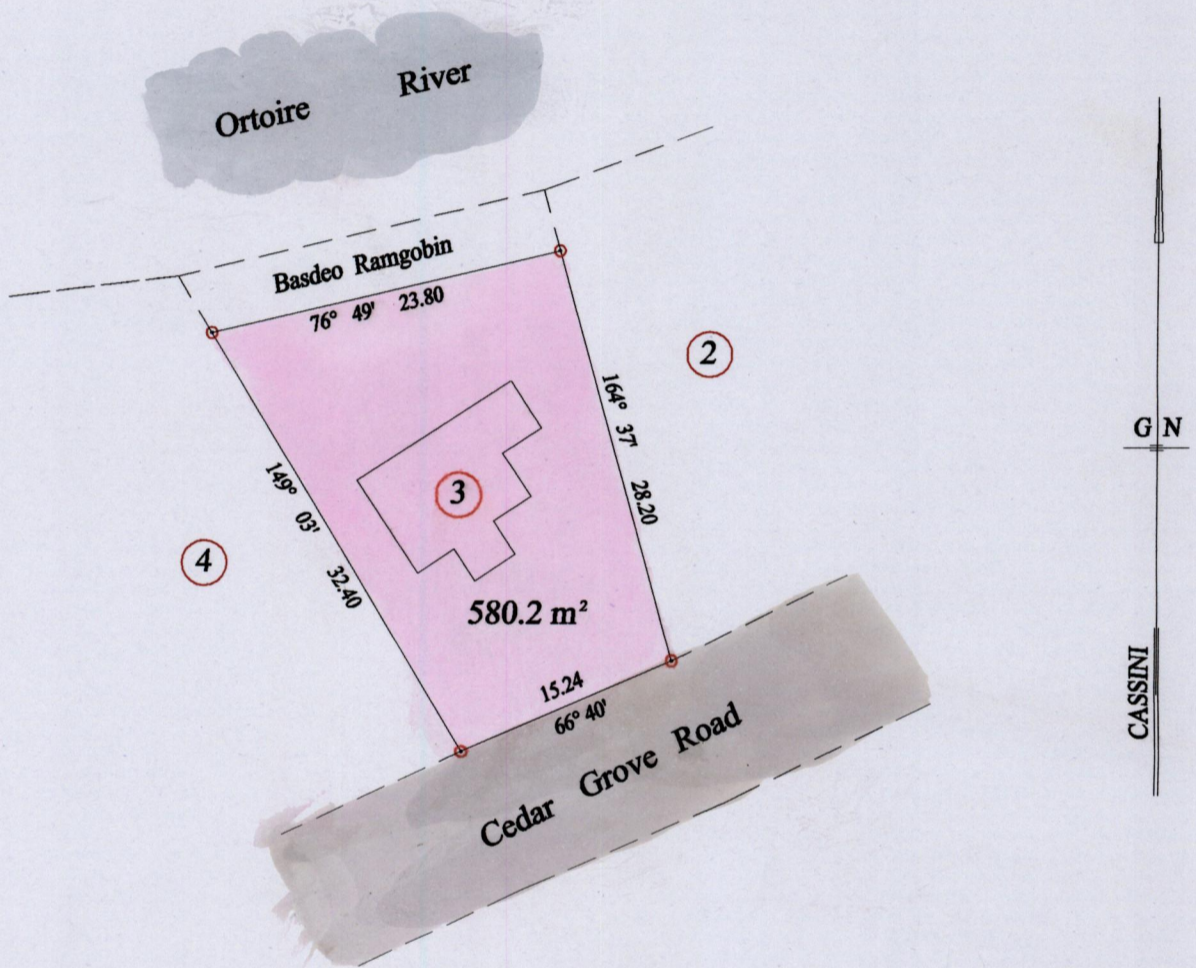 Ortoire River
Basdeo Ramgobin
76° 49' 23.80
2
164° 37' 28.20
G N
3
149° 03' 32.40
4
580.2 m²
15.24
66° 40'
Cedar Grove Road
CASSINI